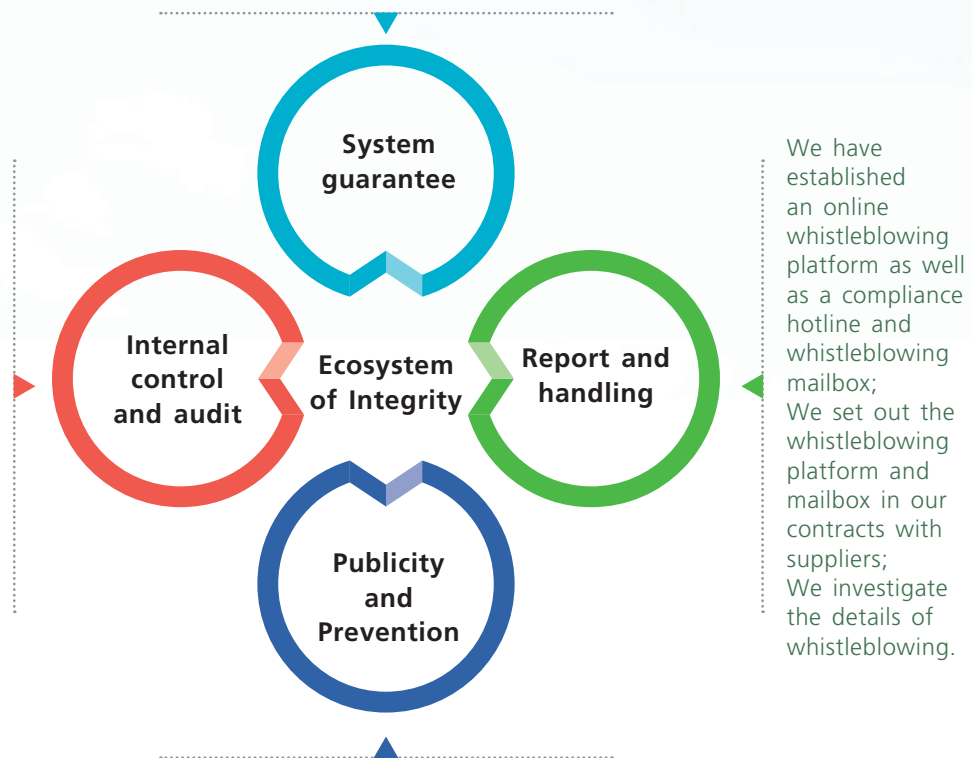 System
guarantee
Internal
control
and audit
Ecosystem
of Integrity
Report and
handling
Publicity
and
Prevention
We have
established
an online
whistleblowing
platform as well
as a compliance
hotline and
whistleblowing
mailbox;
We set out the
whistleblowing
platform and
mailbox in our
contracts with
suppliers;
We investigate
the details of
whistleblowing.